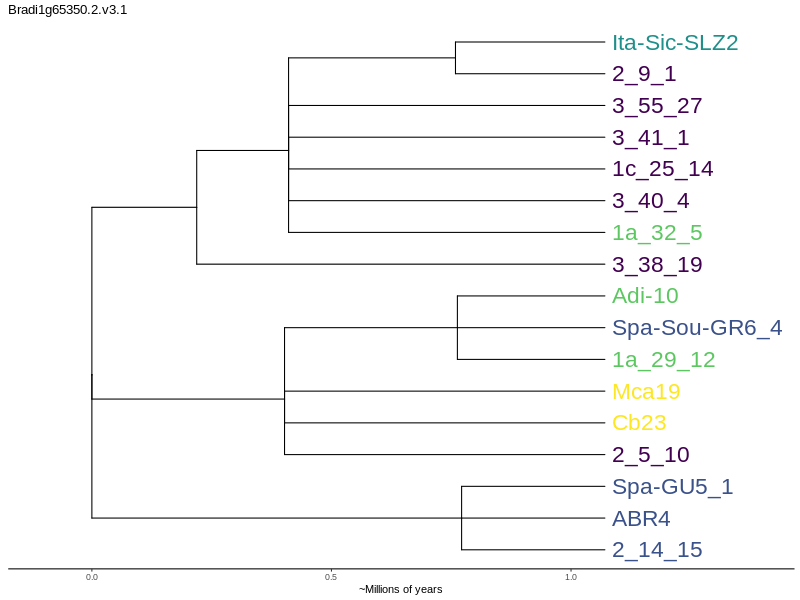 Bradi1g65350.2.v3.1
Ita-Sic-SLZ2
2_9_1
3_55_27
3_41_1
1c_25_14
3_40_4
1a_32_5
3_38_19
Adi-10
Spa-Sou-GR6_4
1a_29_12
Mca19
Cb23
2_5_10
Spa-GU5_1
ABR4
2_14_15
0.0 0.5 1.0
~Millions of years